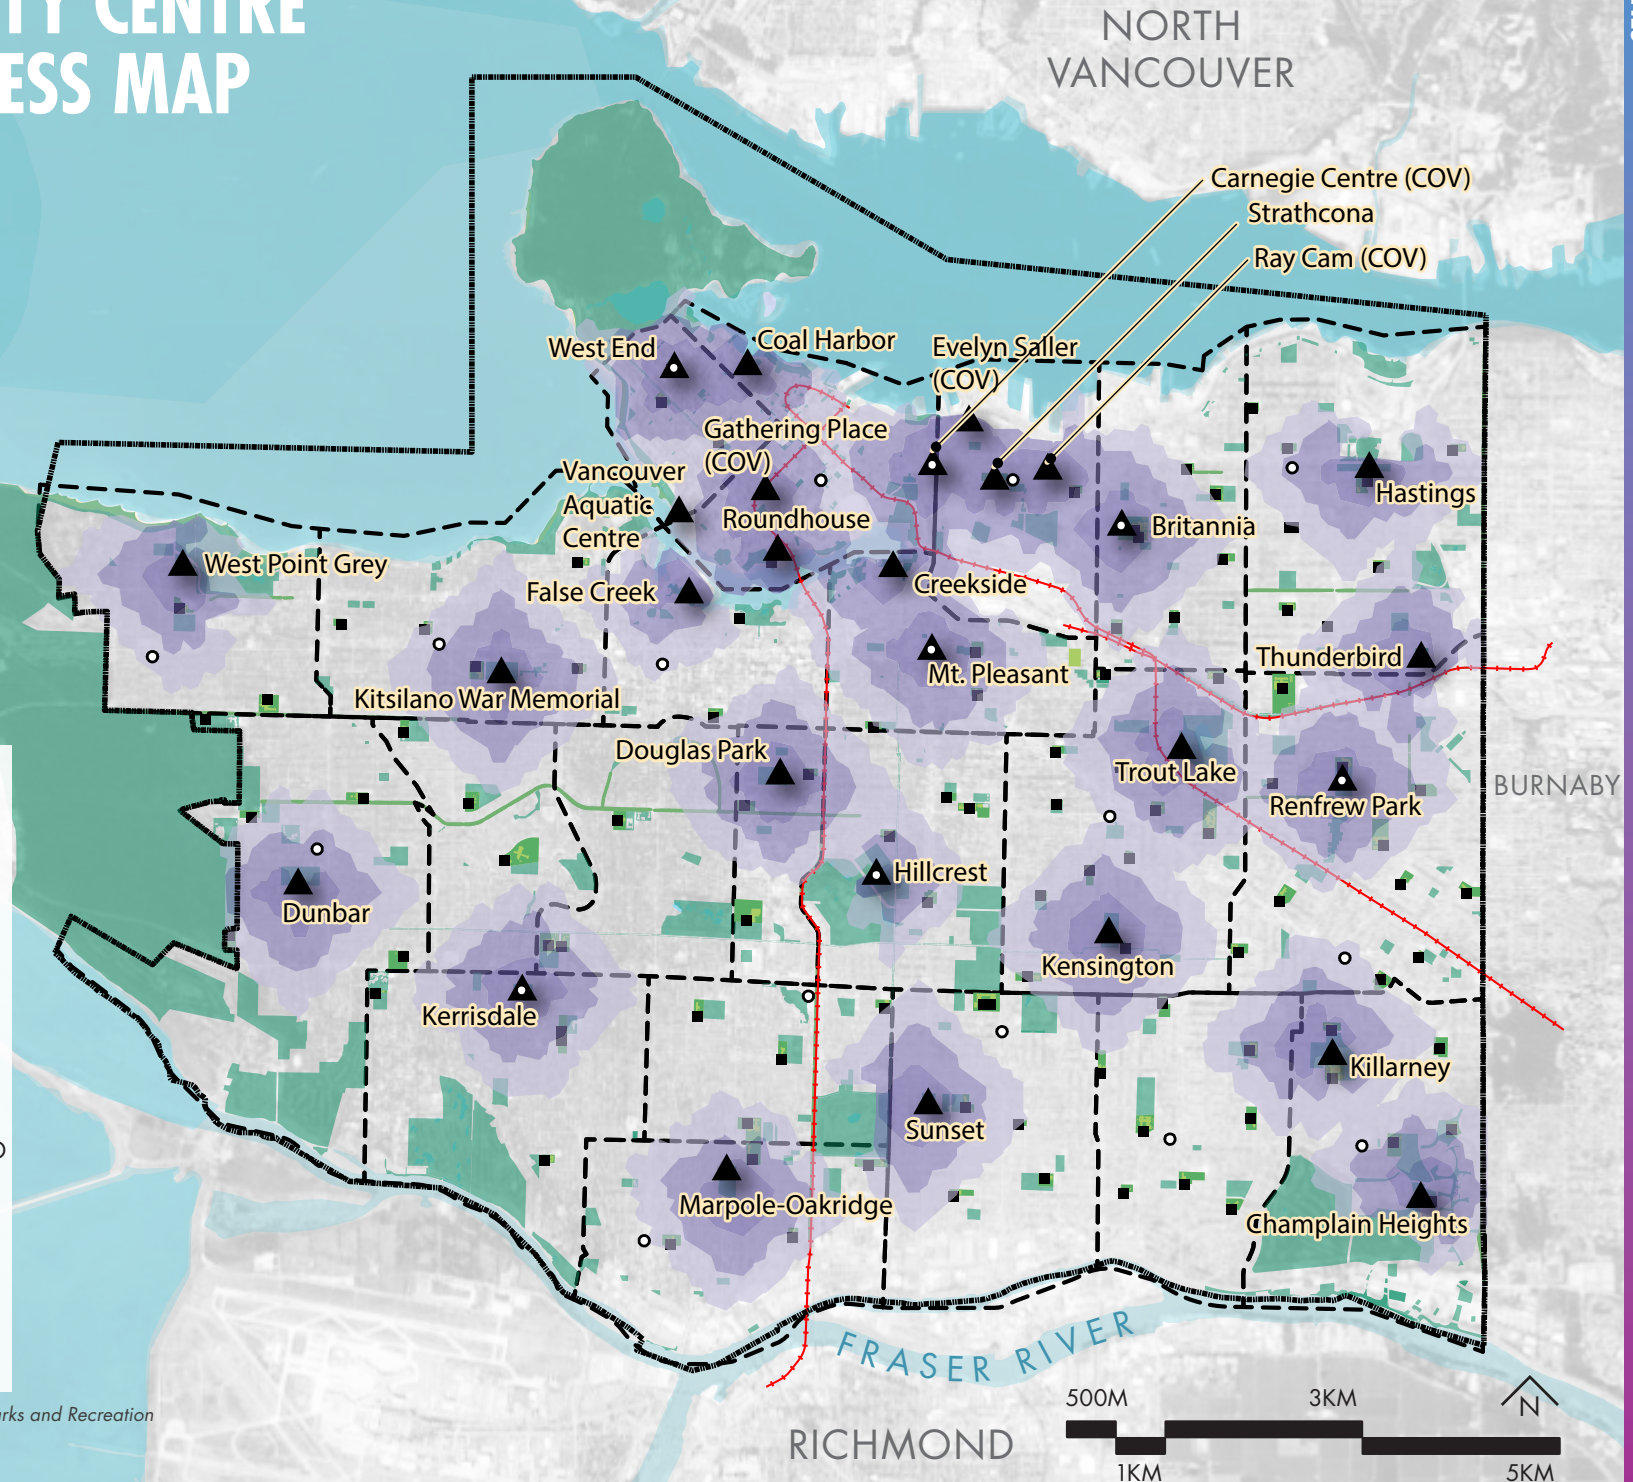 TY CENTRE
ESS MAP
NORTH
VANCOUVER
Carnegie Centre (COV)
Strathcona
Ray Cam (COV)
West End
Coal Harbor
Evelyn Saller
(COV)
Gathering Place
(COV)
Vancouver
Aquatic
Centre
Roundhouse
Hastings
Britannia
West Point Grey
False Creek
Creekside
Mt. Pleasant
Thunderbird
Kitsilano War Memorial
Douglas Park
Trout Lake
Renfrew Park
BURNABY
Hillcrest
Dunbar
Kensington
Kerrisdale
Killarney
Sunset
Marpole-Oakridge
Champlain Heights
FRASER RIVER
RICHMOND
500M
3KM
1KM
5KM
N
rks and Recreation